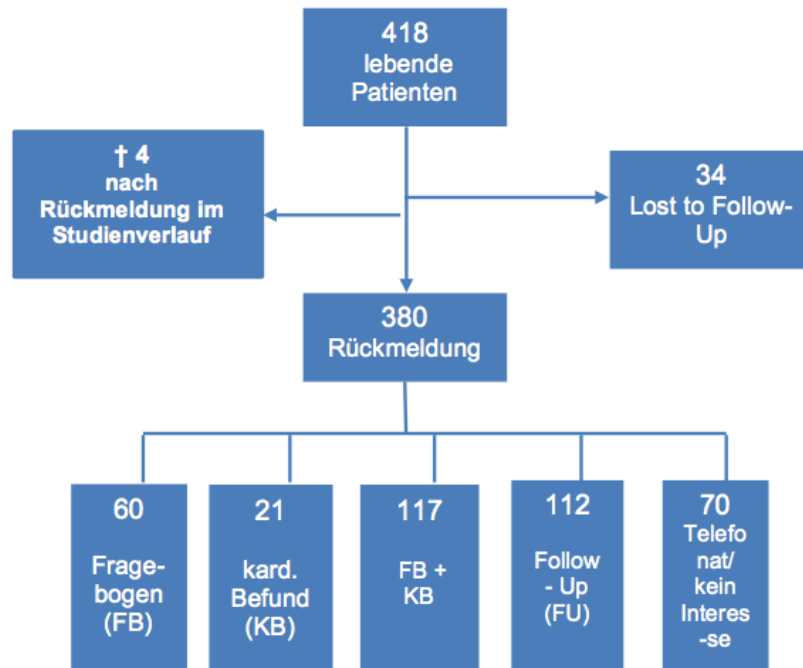 418
lebende
Patienten
† 4
nach
Rückmeldung im
Studienverlauf
34
Lost to Follow-
Up
380
Rückmeldung
60
Frage-
bogen
(FB)
21
kard.
Befund
(KB)
117
FB +
KB
112
Follow
- Up
(FU)
70
Telefo
nat/
kein
Interes
-se